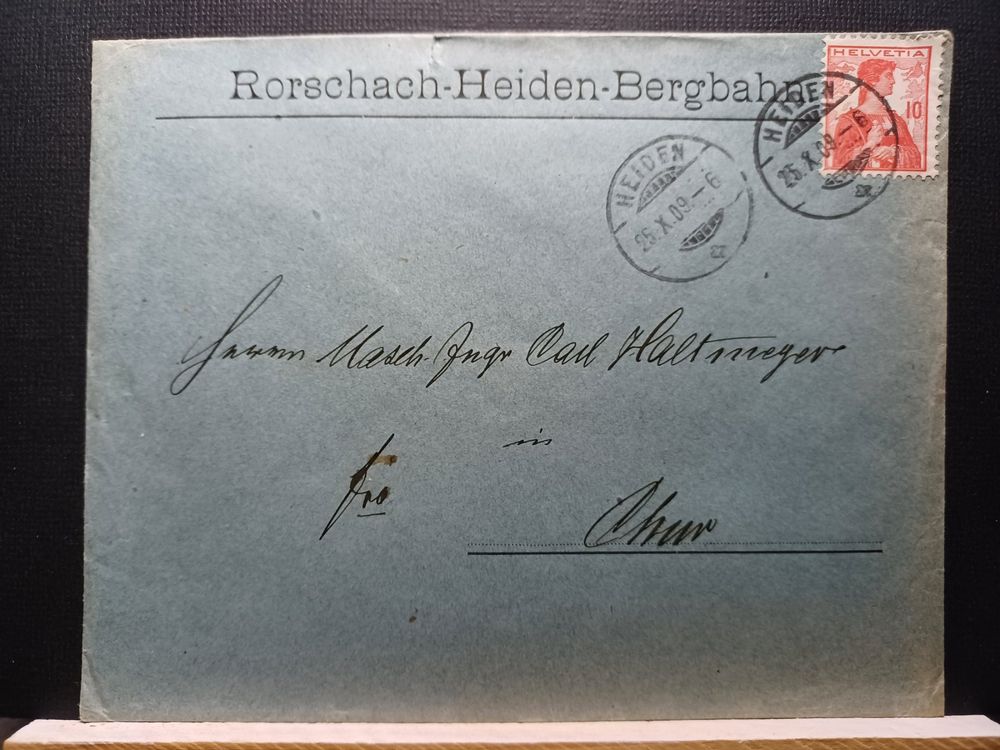 Rorschach-Heiden-Bergbahn
HELVETIA
10
HEIDEN
25.X.09.–6
HEIDEN
25.X.09.–6
Herrn Masch. Ingr Carl Haltmeyer
in
fro
Chur